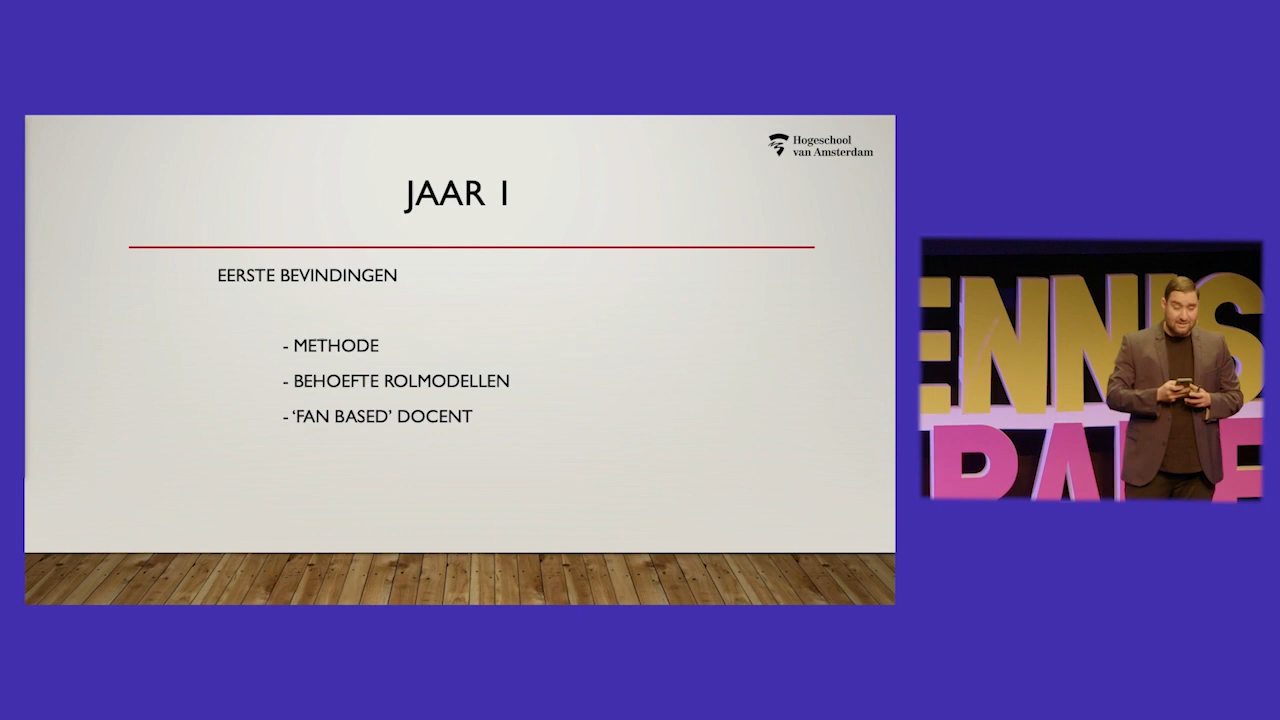 Hogeschool
van Amsterdam
JAAR 1
EERSTE BEVINDINGEN
- METHODE
- BEHOEFTE ROLMODELLEN
- ‘FAN BASED’ DOCENT
ENNIS